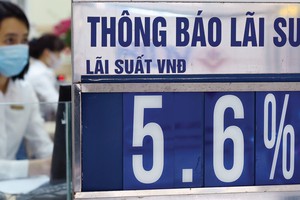 THÔNG BÁO LÃI SU
LÃI SUẤT VNĐ
5.6%